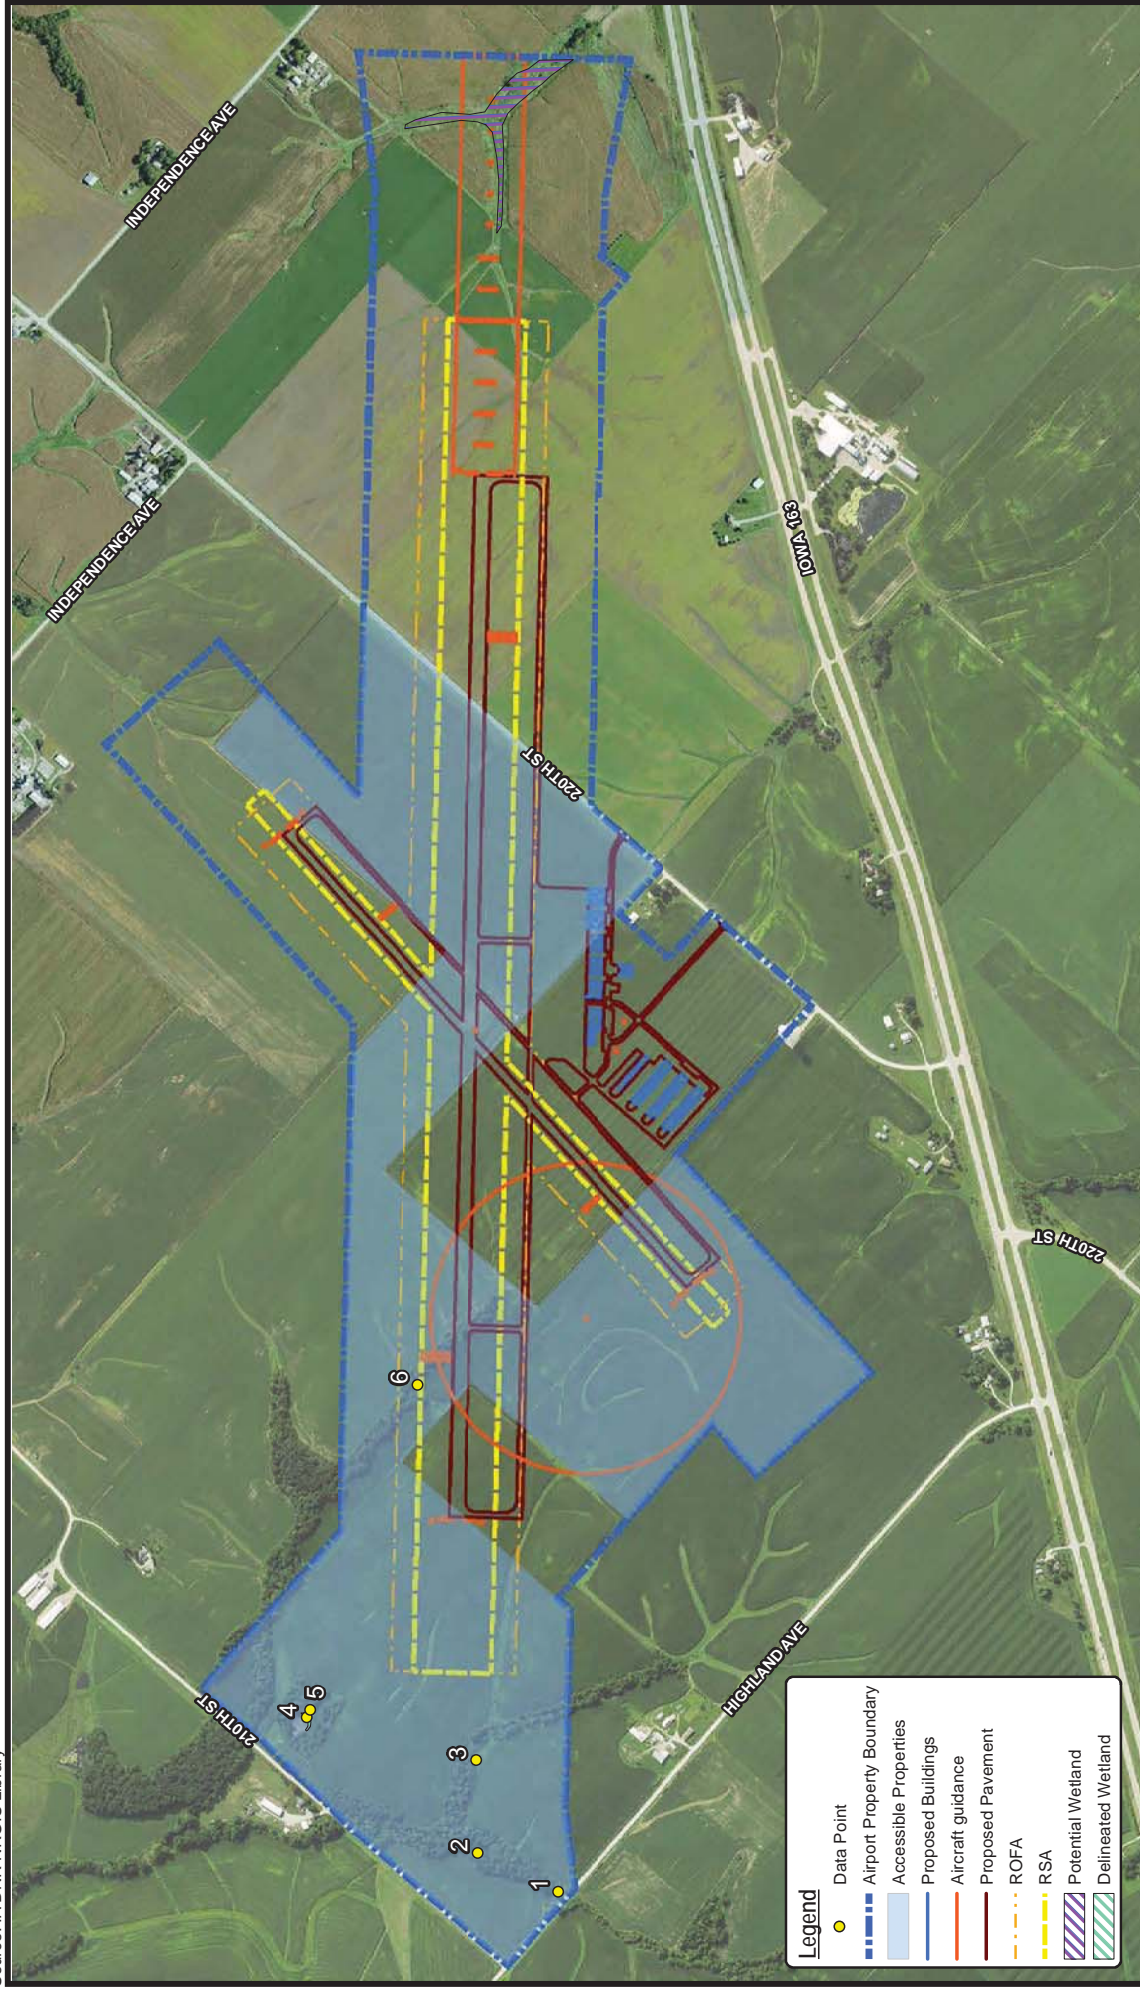 INDEPENDENCE AVE
INDEPENDENCE AVE
IOWA 163
220TH ST
220TH ST
6
210TH ST
4
5
3
2
1
HIGHLAND AVE
Legend
Data Point
Airport Property Boundary
Accessible Properties
Proposed Buildings
Aircraft guidance
Proposed Pavement
ROFA
RSA
Potential Wetland
Delineated Wetland